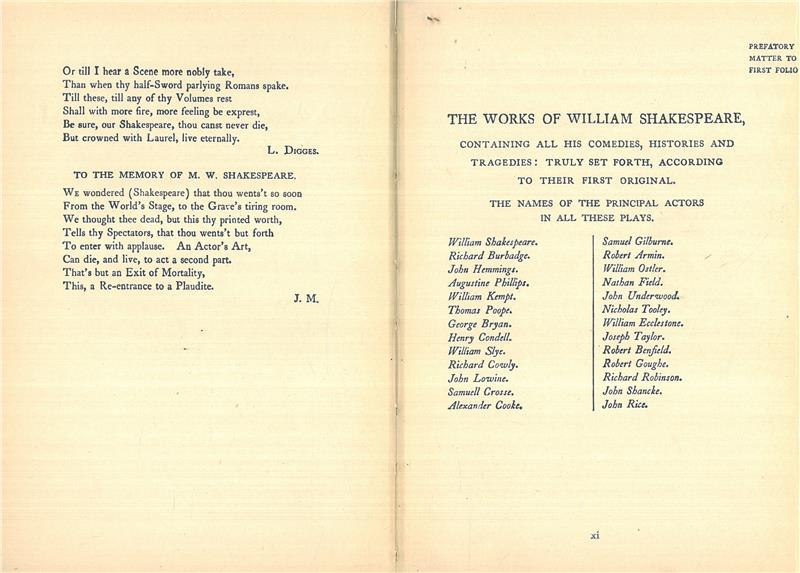 Or till I hear a Scene more nobly take,
Than when thy half-Sword parlying Romans spake.
Till these, till any of thy Volumes rest
Shall with more fire, more feeling be exprest,
Be sure, our Shakespeare, thou canst never die,
But crowned with Laurel, live eternally.
L. Digges.
TO THE MEMORY OF M. W. SHAKESPEARE.
We wondered (Shakespeare) that thou wents't so soon
From the World's Stage, to the Grave's tiring room.
We thought thee dead, but this thy printed worth,
Tells thy Spectators, that thou wents't but forth
To enter with applause. An Actor's Art,
Can die, and live, to act a second part.
That's but an Exit of Mortality,
This, a Re-entrance to a Plaudite.
J. M.
PREFATORY
MATTER TO
FIRST FOLIO
THE WORKS OF WILLIAM SHAKESPEARE,
CONTAINING ALL HIS COMEDIES, HISTORIES AND
TRAGEDIES: TRULY SET FORTH, ACCORDING
TO THEIR FIRST ORIGINAL.
THE NAMES OF THE PRINCIPAL ACTORS
IN ALL THESE PLAYS.
William Shakespeare.
Richard Burbadge.
John Hemmings.
Augustine Phillips.
William Kempt.
Thomas Poope.
George Bryan.
Henry Condell.
William Slye.
Richard Cowly.
John Lowine.
Samuell Crosse.
Alexander Cooke.
Samuel Gilburne.
Robert Armin.
William Ostler.
Nathan Field.
John Underwood.
Nicholas Tooley.
William Ecclestone.
Joseph Taylor.
Robert Benfield.
Robert Goughe.
Richard Robinson.
John Shancke.
John Rice.
xi